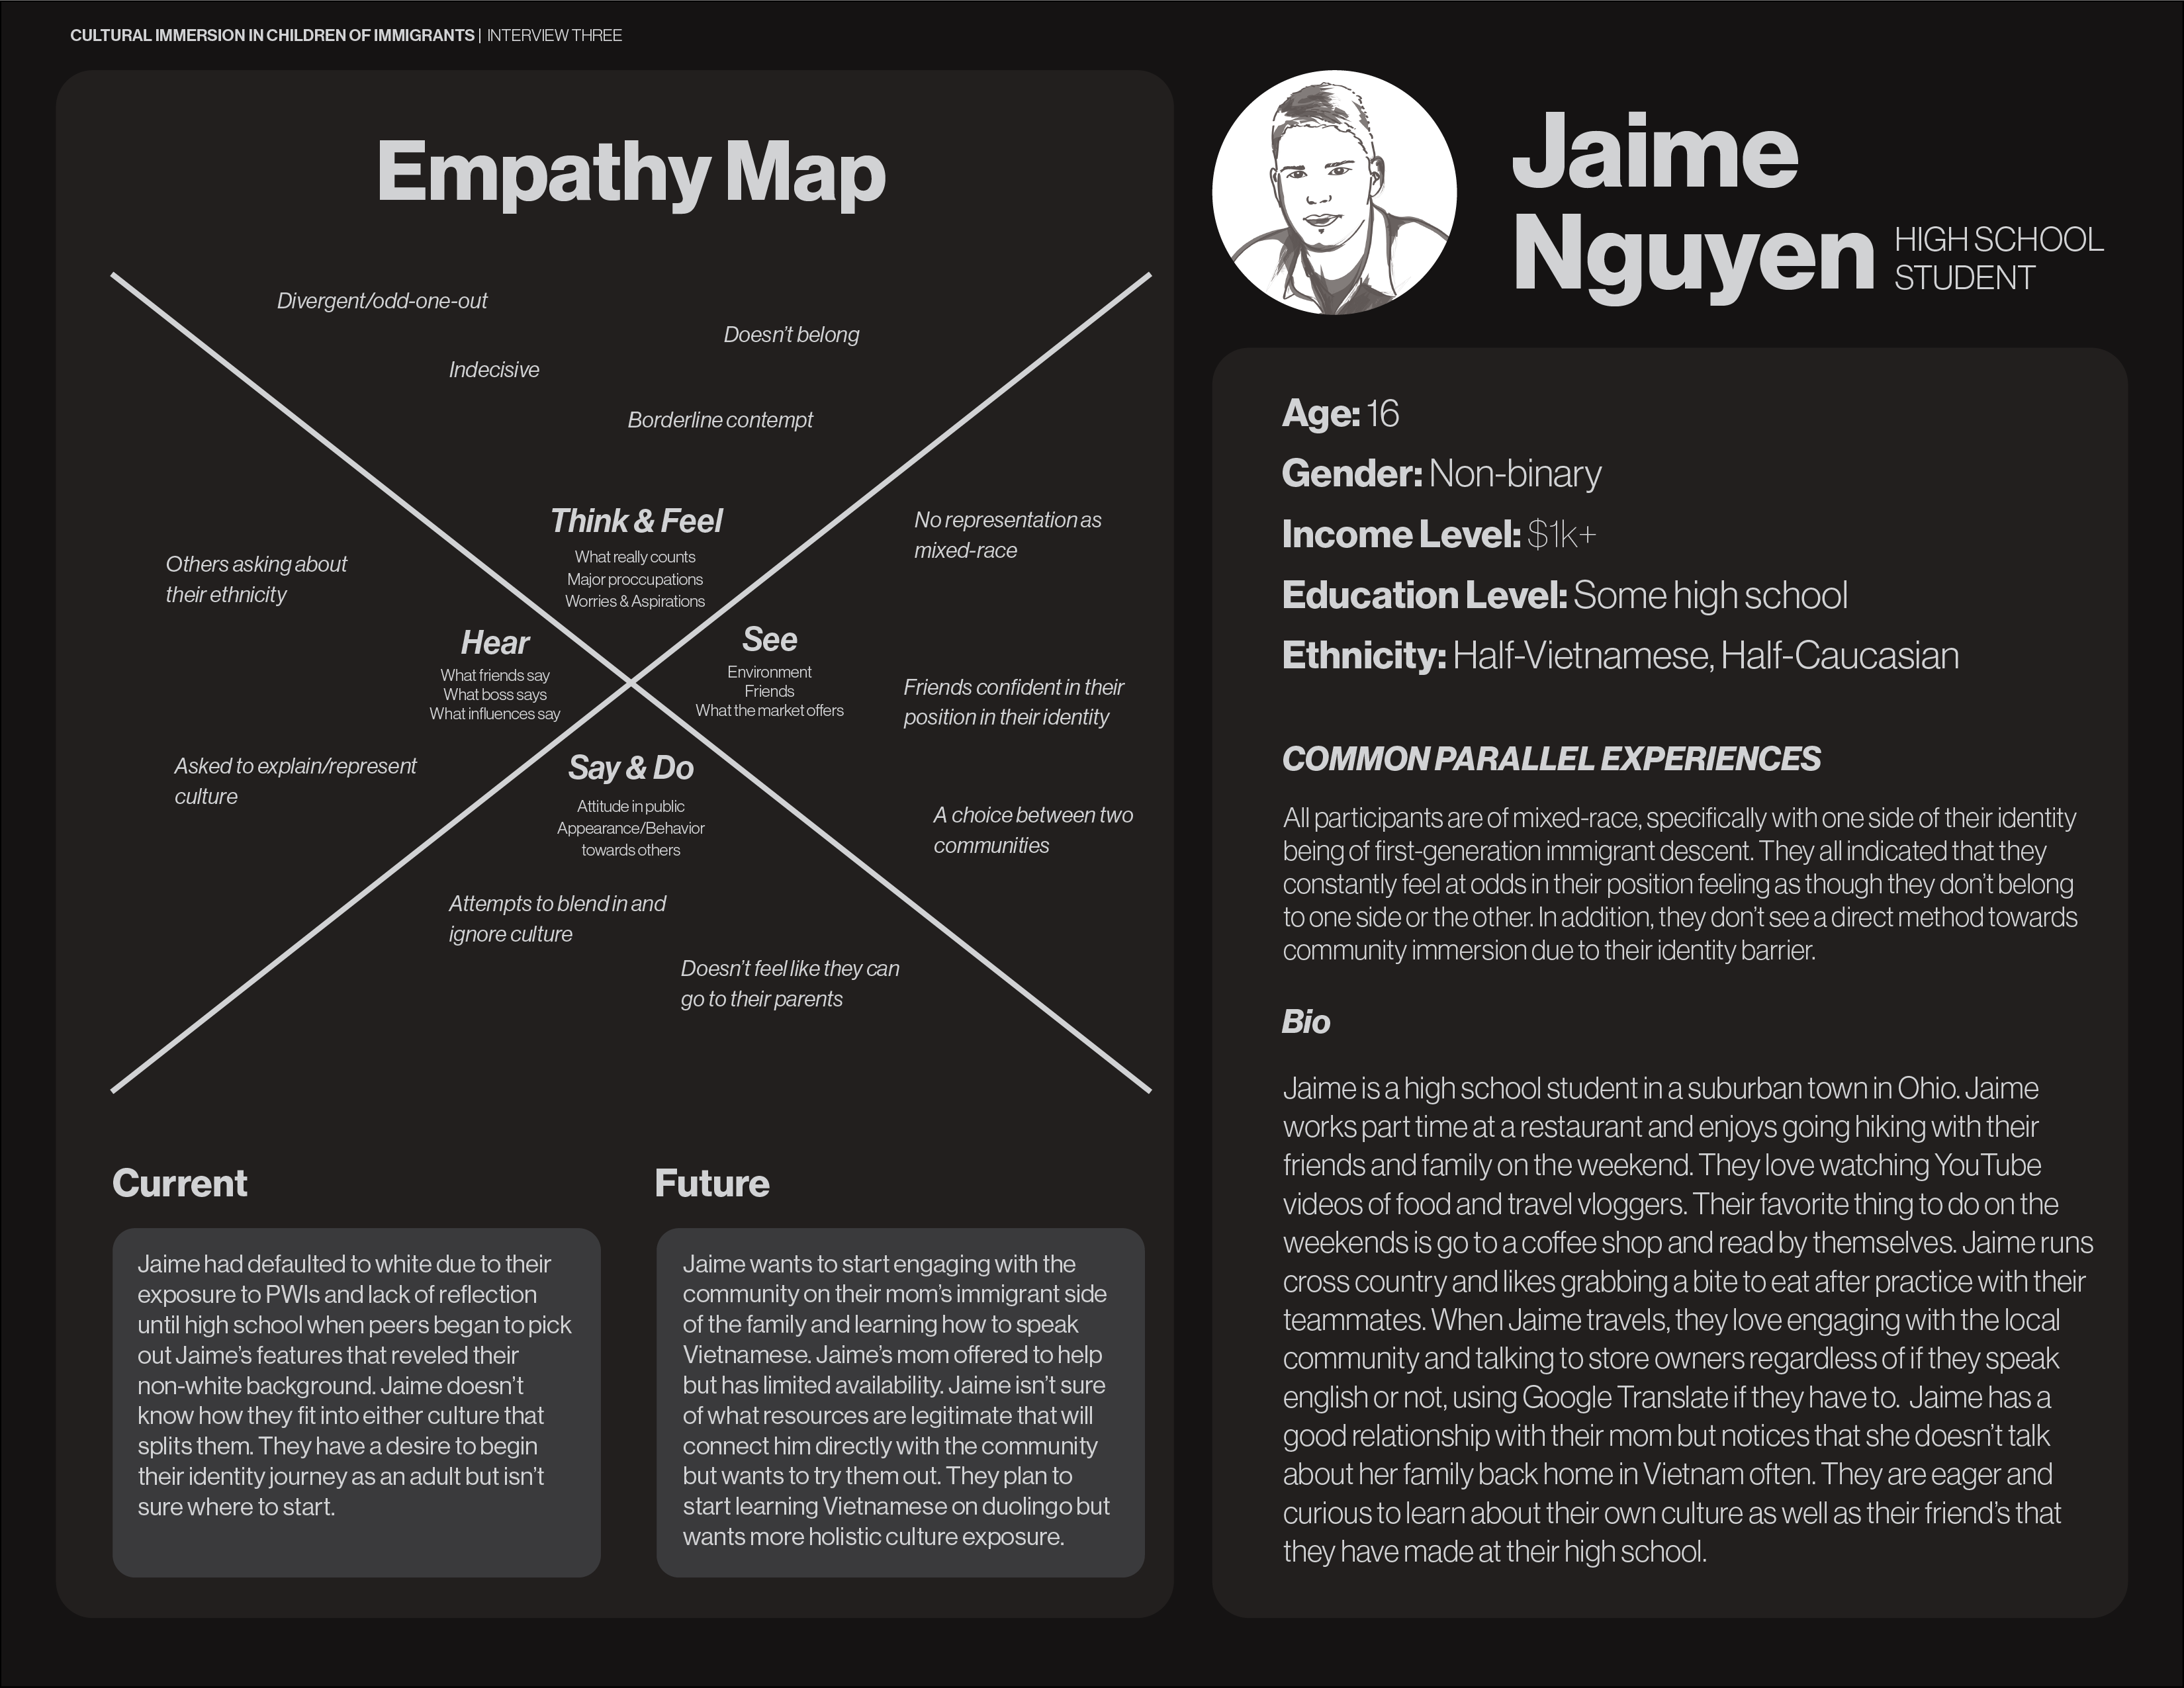 CULTURAL IMMERSION IN CHILDREN OF IMMIGRANTS | INTERVIEW THREE
Empathy Map
Divergent/odd-one-out
Doesn't belong
Indecisive
Borderline contempt
Think & Feel
What really counts
Major proccupations
Worries & Aspirations
Others asking about
their ethnicity
Hear
What friends say
What boss says
What influences say
Asked to explain/represent
culture
No representation as
mixed-race
See
Environment
Friends
What the market offers
Friends confident in their
position in their identity
A choice between two
communities
Say & Do
Attitude in public
Appearance/Behavior
towards others
Attempts to blend in and
ignore culture
Doesn't feel like they can
go to their parents
Current
Jaime had defaulted to white due to their
exposure to PWIs and lack of reflection
until high school when peers began to pick
out Jaime's features that reveled their
non-white background. Jaime doesn't
know how they fit into either culture that
splits them. They have a desire to begin
their identity journey as an adult but isn't
sure where to start.
Future
Jaime wants to start engaging with the
community on their mom's immigrant side
of the family and learning how to speak
Vietnamese. Jaime's mom offered to help
but has limited availability. Jaime isn't sure
of what resources are legitimate that will
connect him directly with the community
but wants to try them out. They plan to
start learning Vietnamese on duolingo but
wants more holistic culture exposure.
Jaime
Nguyen
HIGH SCHOOL
STUDENT
Age: 16
Gender: Non-binary
Income Level: $1k+
Education Level: Some high school
Ethnicity: Half-Vietnamese, Half-Caucasian
COMMON PARALLEL EXPERIENCES
All participants are of mixed-race, specifically with one side of their identity
being of first-generation immigrant descent. They all indicated that they
constantly feel at odds in their position feeling as though they don't belong
to one side or the other. In addition, they don't see a direct method towards
community immersion due to their identity barrier.
Bio
Jaime is a high school student in a suburban town in Ohio. Jaime
works part time at a restaurant and enjoys going hiking with their
friends and family on the weekend. They love watching YouTube
videos of food and travel vloggers. Their favorite thing to do on the
weekends is go to a coffee shop and read by themselves. Jaime runs
cross country and likes grabbing a bite to eat after practice with their
teammates. When Jaime travels, they love engaging with the local
community and talking to store owners regardless of if they speak
english or not, using Google Translate if they have to. Jaime has a
good relationship with their mom but notices that she doesn't talk
about her family back home in Vietnam often. They are eager and
curious to learn about their own culture as well as their friend's that
they have made at their high school.